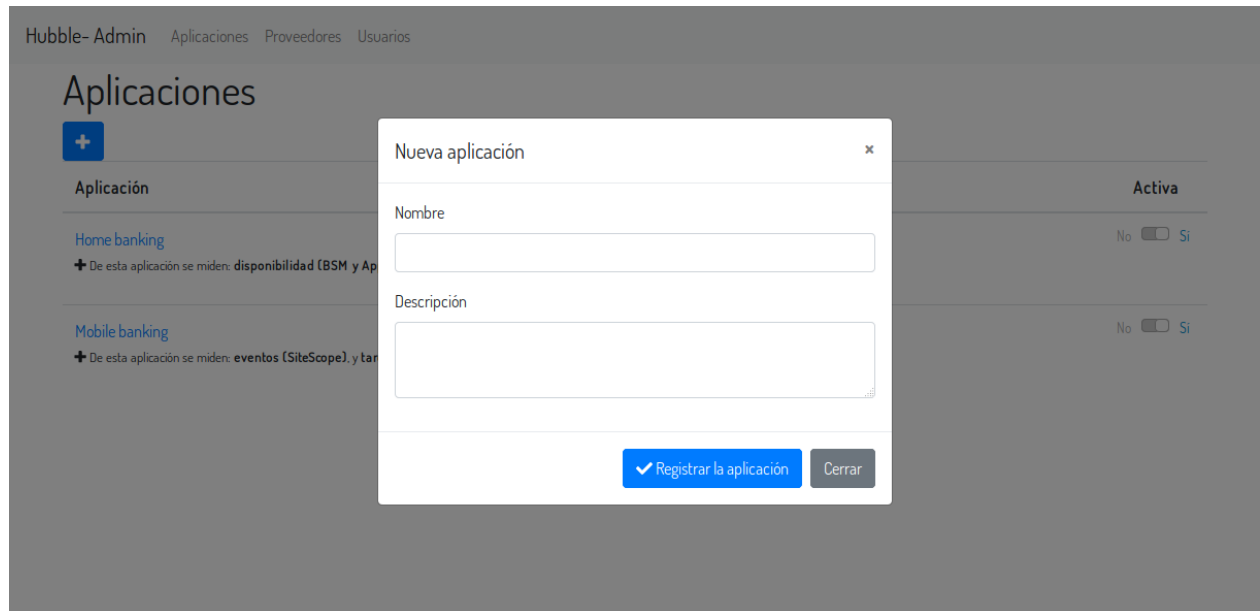 Hubble- Admin Aplicaciones Proveedores Usuarios
Aplicaciones
Nueva aplicación ×
Aplicación Activa
Nombre
Home banking No Si
De esta aplicación se miden: disponibilidad (BSM y Ap
Descripción
Mobile banking No Si
De esta aplicación se miden: eventos (SiteScope), y tar
Registrar la aplicación Cerrar